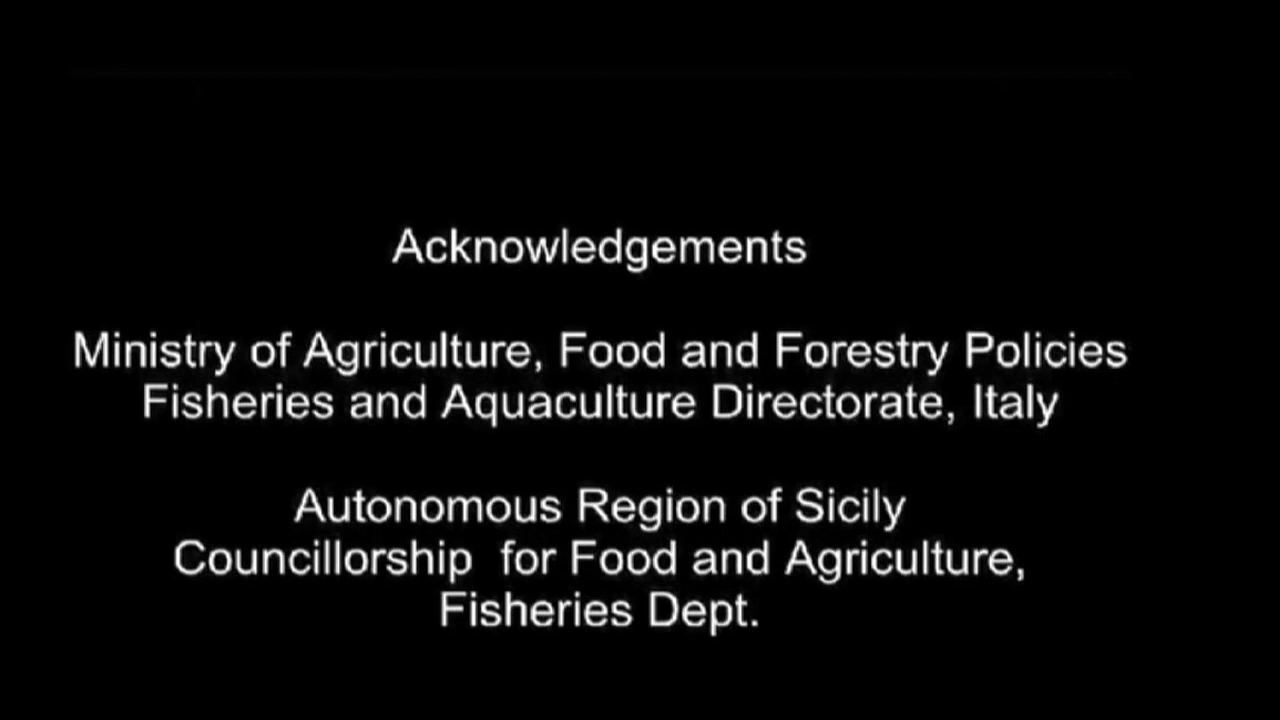 Acknowledgements
Ministry of Agriculture, Food and Forestry Policies
Fisheries and Aquaculture Directorate, Italy
Autonomous Region of Sicily
Councillorship  for Food and Agriculture,
Fisheries Dept.